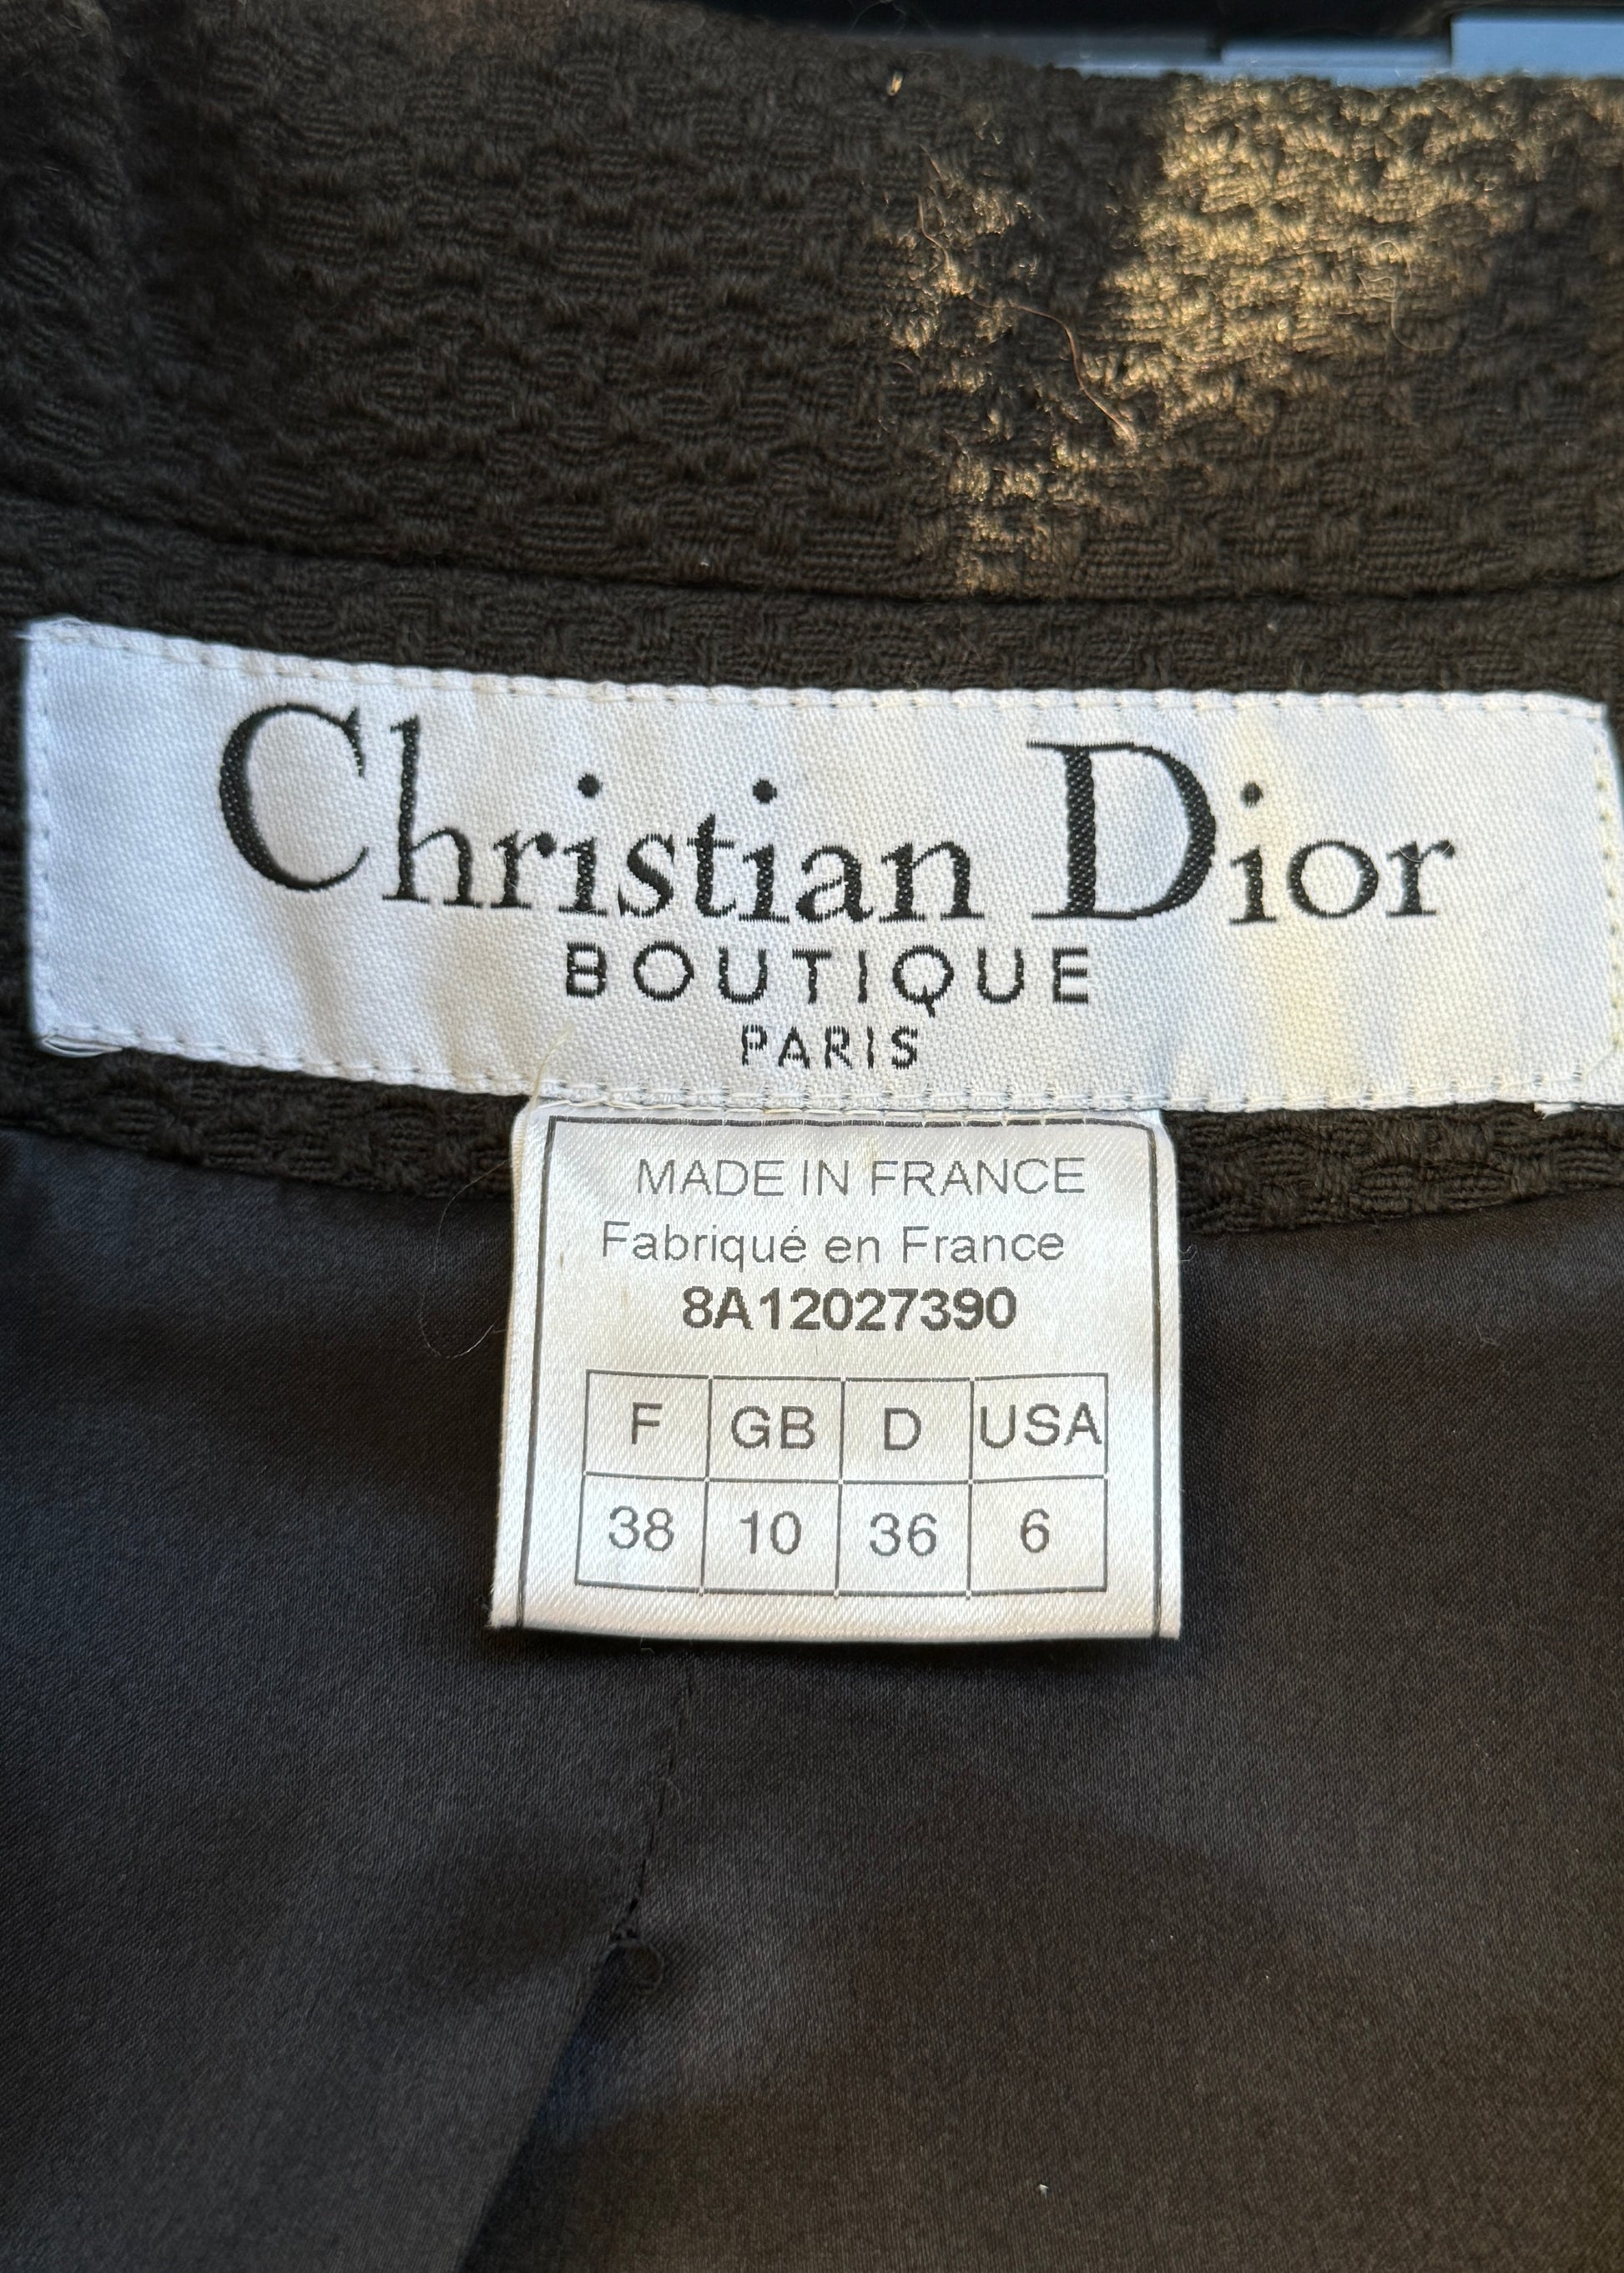 Christian Dior
BOUTIQUE
PARIS
MADE IN FRANCE
Fabriqué en France
8A12027390
F GB D USA
38 10 36 6